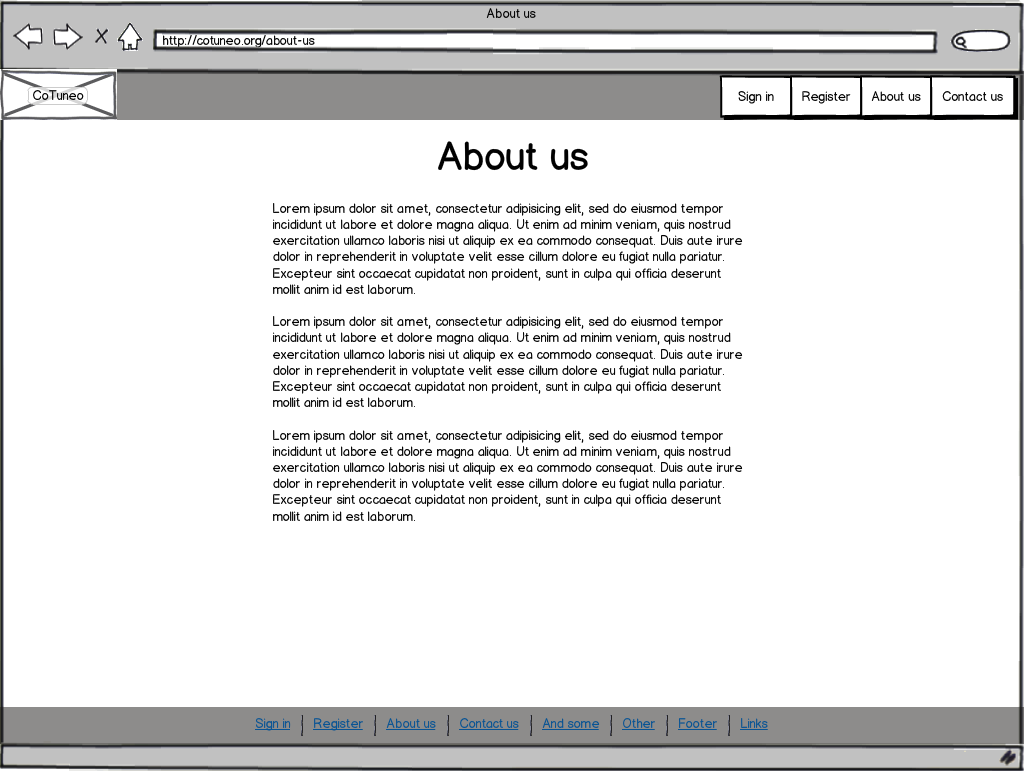 About us
http://cotuneo.org/about-us
CoTuneo
Sign in Register About us Contact us
About us
Lorem ipsum dolor sit amet, consectetur adipisicing elit, sed do eiusmod tempor
incididunt ut labore et dolore magna aliqua. Ut enim ad minim veniam, quis nostrud
exercitation ullamco laboris nisi ut aliquip ex ea commodo consequat. Duis aute irure
dolor in reprehenderit in voluptate velit esse cillum dolore eu fugiat nulla pariatur.
Excepteur sint occaecat cupidatat non proident, sunt in culpa qui officia deserunt
mollit anim id est laborum.
Lorem ipsum dolor sit amet, consectetur adipisicing elit, sed do eiusmod tempor
incididunt ut labore et dolore magna aliqua. Ut enim ad minim veniam, quis nostrud
exercitation ullamco laboris nisi ut aliquip ex ea commodo consequat. Duis aute irure
dolor in reprehenderit in voluptate velit esse cillum dolore eu fugiat nulla pariatur.
Excepteur sint occaecat cupidatat non proident, sunt in culpa qui officia deserunt
mollit anim id est laborum.
Lorem ipsum dolor sit amet, consectetur adipisicing elit, sed do eiusmod tempor
incididunt ut labore et dolore magna aliqua. Ut enim ad minim veniam, quis nostrud
exercitation ullamco laboris nisi ut aliquip ex ea commodo consequat. Duis aute irure
dolor in reprehenderit in voluptate velit esse cillum dolore eu fugiat nulla pariatur.
Excepteur sint occaecat cupidatat non proident, sunt in culpa qui officia deserunt
mollit anim id est laborum.
Sign in | Register | About us | Contact us | And some | Other | Footer | Links